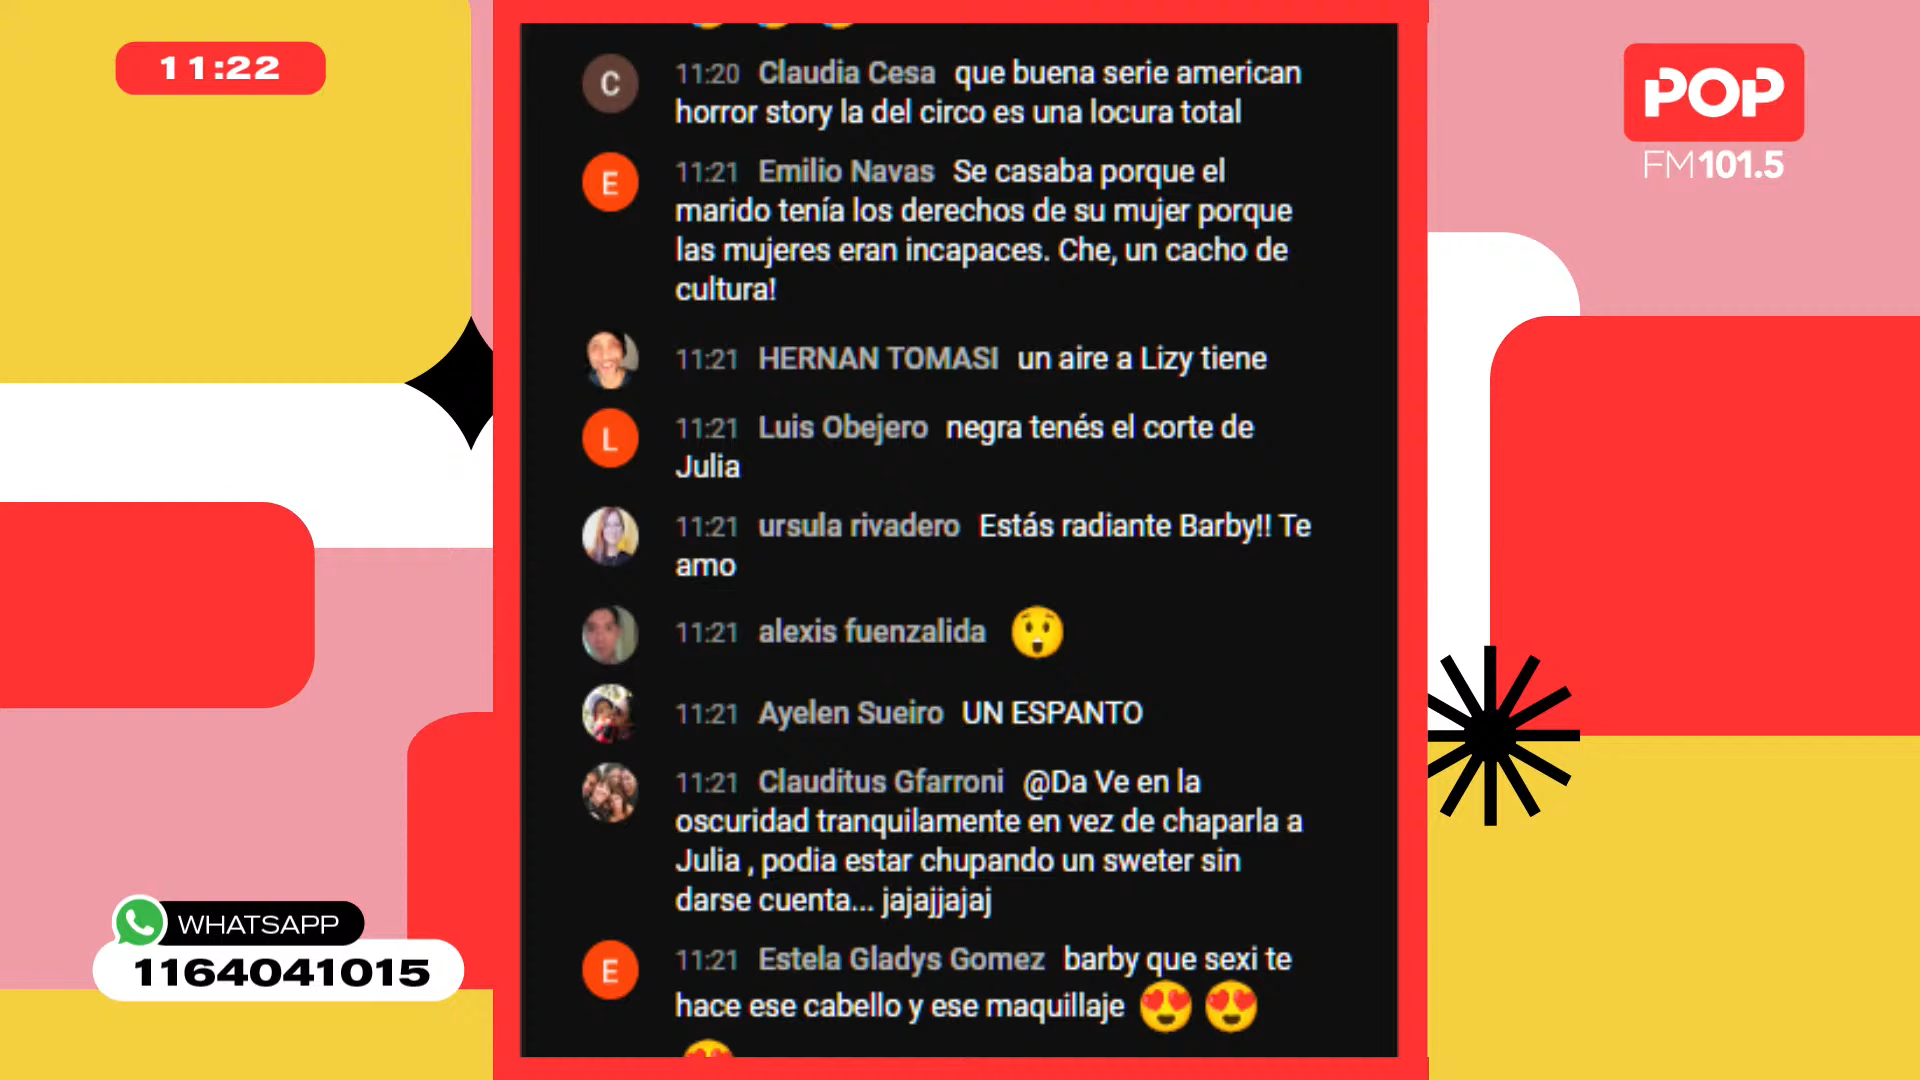 11:22
POP
FM101.5
C
11:20 Claudia Cesa que buena serie american
horror story la del circo es una locura total
E
11:21 Emilio Navas Se casaba porque el
marido tenía los derechos de su mujer porque
las mujeres eran incapaces. Che, un cacho de
cultura!
11:21 HERNAN TOMASI un aire a Lizy tiene
L
11:21 Luis Obejero negra tenés el corte de
Julia
11:21 ursula rivadero Estás radiante Barby!! Te
amo
11:21 alexis fuenzalida 😲
11:21 Ayelen Sueiro UN ESPANTO
11:21 Clauditus Gfarroni @Da Ve en la
oscuridad tranquilamente en vez de chaparla a
Julia , podia estar chupando un sweter sin
darse cuenta... jajajjajaj
E
11:21 Estela Gladys Gomez barby que sexi te
hace ese cabello y ese maquillaje 😍 😍
WHATSAPP
1164041015